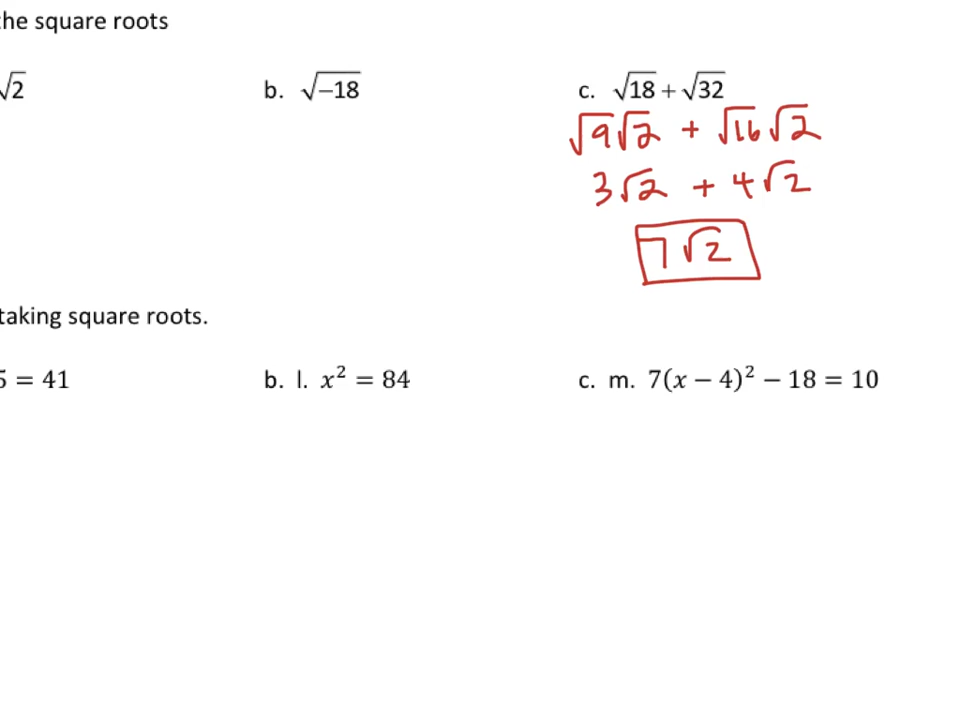 the square roots
√2 b. √−18 c. √18 + √32
√9√2 + √16√2
3√2 + 4√2
7√2
taking square roots.
5 = 41 b. l. x² = 84 c. m. 7(x − 4)² − 18 = 10